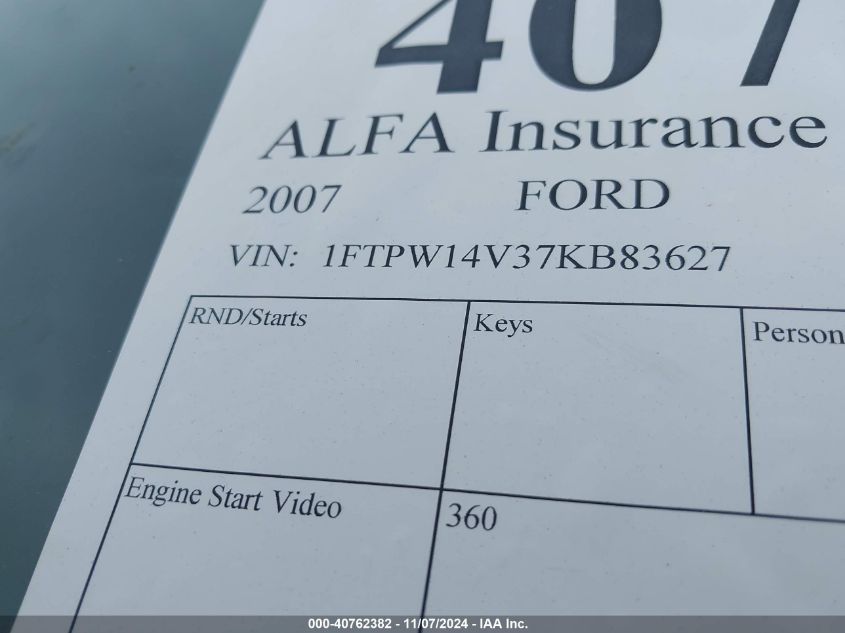 407
ALFA Insurance
2007 FORD
VIN: 1FTPW14V37KB83627
RND/Starts Keys Person
Engine Start Video 360
000-40762382 - 11/07/2024 - IAA Inc.